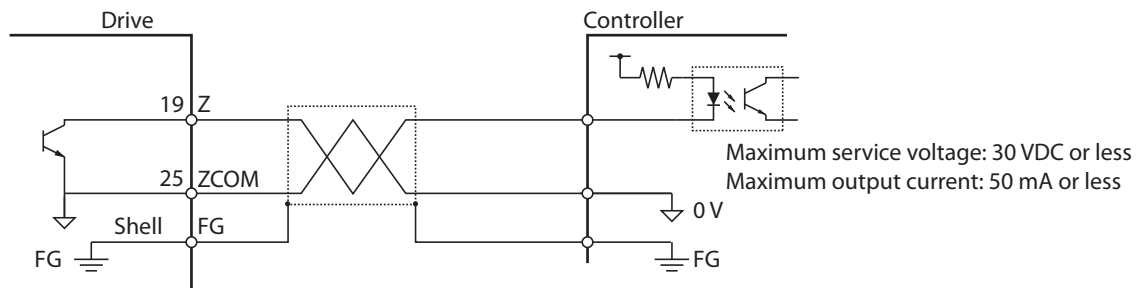 Drive
Controller
19 Z
25 ZCOM
Maximum service voltage: 30 VDC or less
Maximum output current: 50 mA or less
0 V
Shell FG
FG
FG